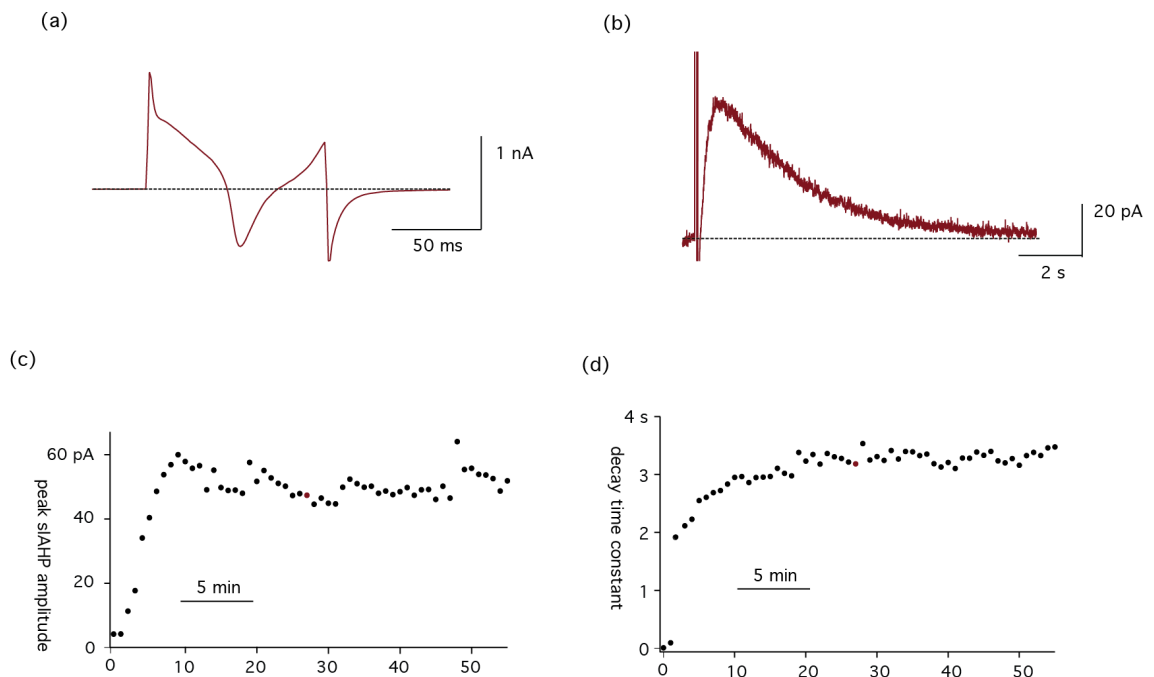 (a)
1 nA
50 ms
(b)
20 pA
2 s
(c)
60 pA
40
20
0
peak sIAHP amplitude
5 min
0 10 20 30 40 50
(d)
4 s
3
2
1
0
decay time constant
5 min
0 10 20 30 40 50